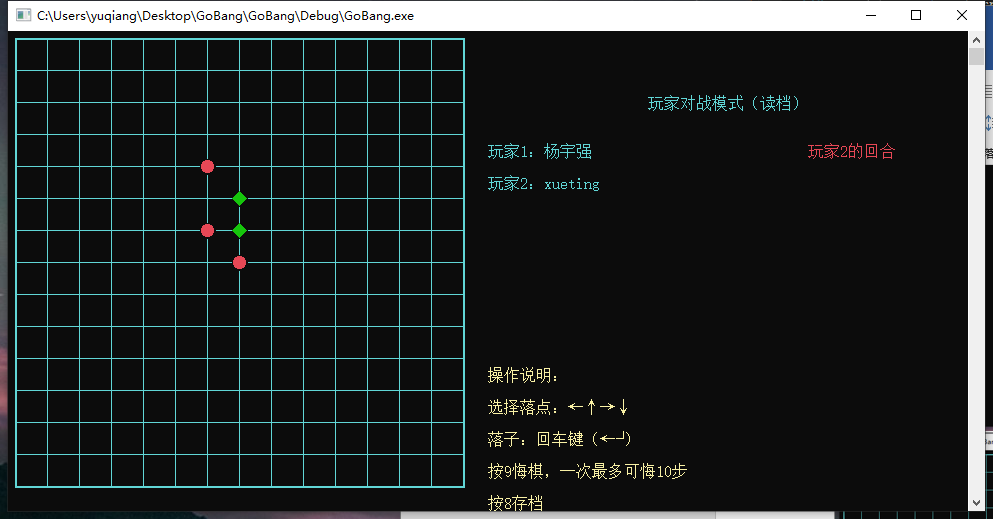 C:\Users\yuqiang\Desktop\GoBang\GoBang\Debug\GoBang.exe
玩家对战模式（读档）
玩家1：杨宇强
玩家2的回合
玩家2：xueting
操作说明：
选择落点：←↑→↓
落子：回车键（←┘）
按9悔棋，一次最多可悔10步
按8存档